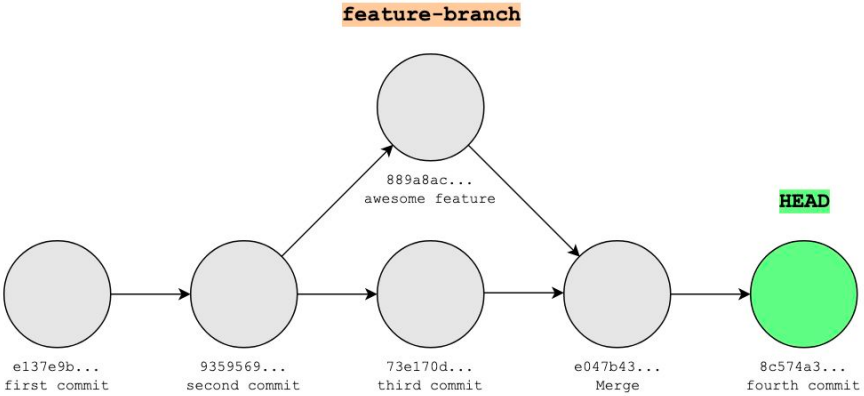 feature-branch
889a8ac...
awesome feature
HEAD
e137e9b...
first commit
9359569...
second commit
73e170d...
third commit
e047b43...
Merge
8c574a3...
fourth commit